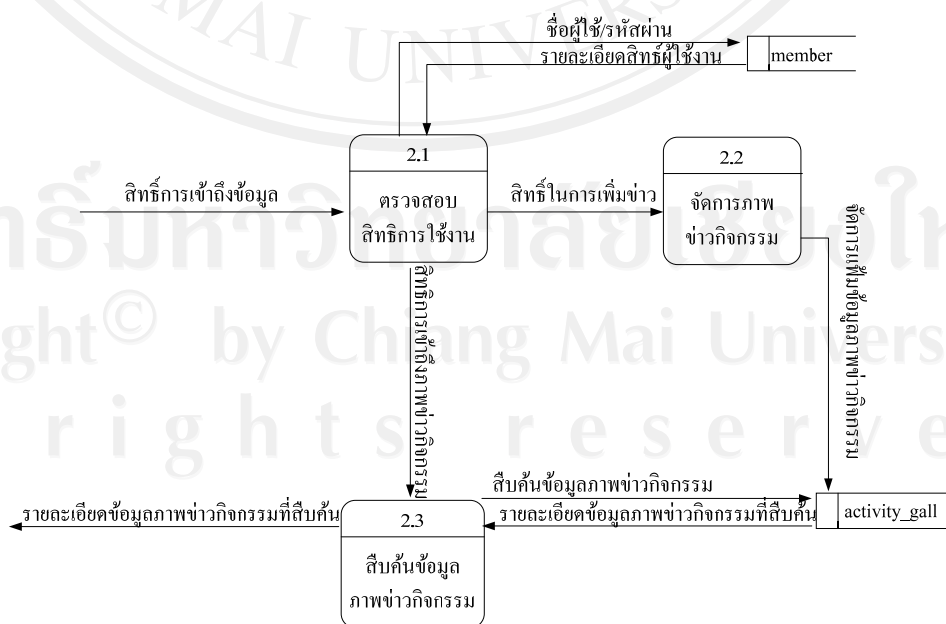 ชื่อผู้ใช้/รหัสผ่าน
รายละเอียดสิทธ์ผู้ใช้งาน
member
MAI UNIVE
2.1
ตรวจสอบ
สิทธิการใช้งาน
2.2
จัดการภาพ
ข่าวกิจกรรม
สิทธิ์การเข้าถึงข้อมูล
สิทธิ์ในการเพิ่มข่าว
สิทธิการเข้าถึงภาพข่าวกิจกรรม
จัดการแฟ้มข้อมูลภาพข่าวกิจกรรม
ght© by Chiang Mai Univers
rights reserve
สืบค้นข้อมูลภาพข่าวกิจกรรม
รายละเอียดข้อมูลภาพข่าวกิจกรรมที่สืบค้น
รายละเอียดข้อมูลภาพข่าวกิจกรรมที่สืบค้น
activity_gall
2.3
สืบค้นข้อมูล
ภาพข่าวกิจกรรม